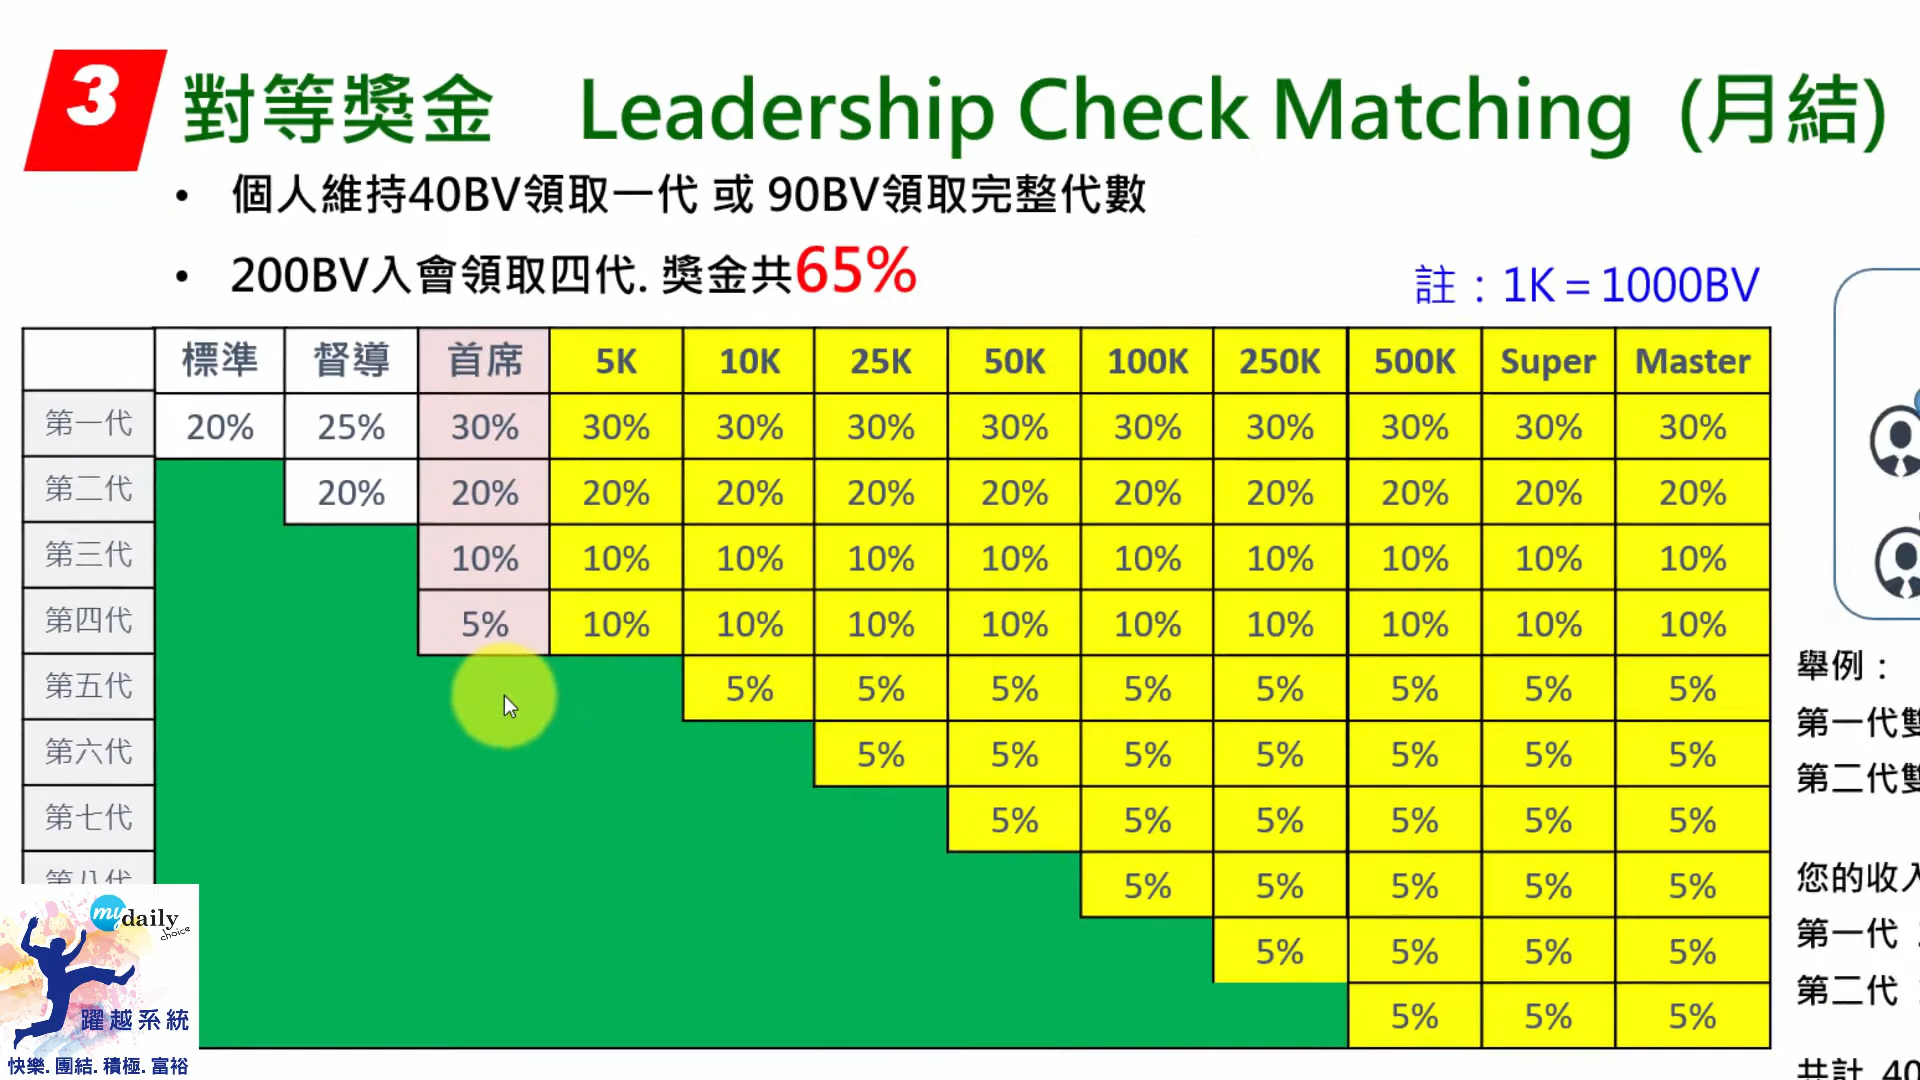 3
對等獎金 Leadership Check Matching (月結)
• 個人維持40BV領取一代 或 90BV領取完整代數
• 200BV入會領取四代. 獎金共65%
註：1K = 1000BV
標準 督導 首席 5K 10K 25K 50K 100K 250K 500K Super Master
第一代 20% 25% 30% 30% 30% 30% 30% 30% 30% 30% 30% 30%
第二代 20% 20% 20% 20% 20% 20% 20% 20% 20% 20% 20%
第三代 10% 10% 10% 10% 10% 10% 10% 10% 10% 10%
第四代 5% 10% 10% 10% 10% 10% 10% 10% 10% 10%
第五代 5% 5% 5% 5% 5% 5% 5% 5%
第六代 5% 5% 5% 5% 5% 5% 5%
第七代 5% 5% 5% 5% 5% 5%
第八代 5% 5% 5% 5% 5%
5% 5% 5% 5%
5% 5% 5%
舉例：
第一代雙
第二代雙
您的收入
第一代
第二代
共計 40
my daily choice
躍越系統
快樂. 團結. 積極. 富裕